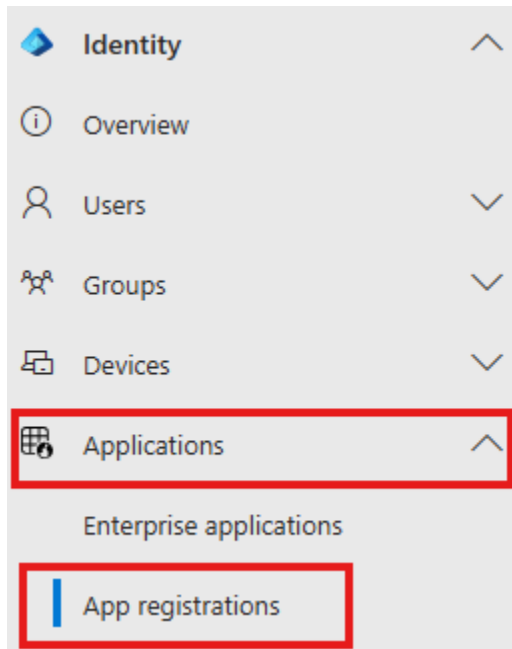 Identity
Overview
Users
Groups
Devices
Applications
Enterprise applications
App registrations